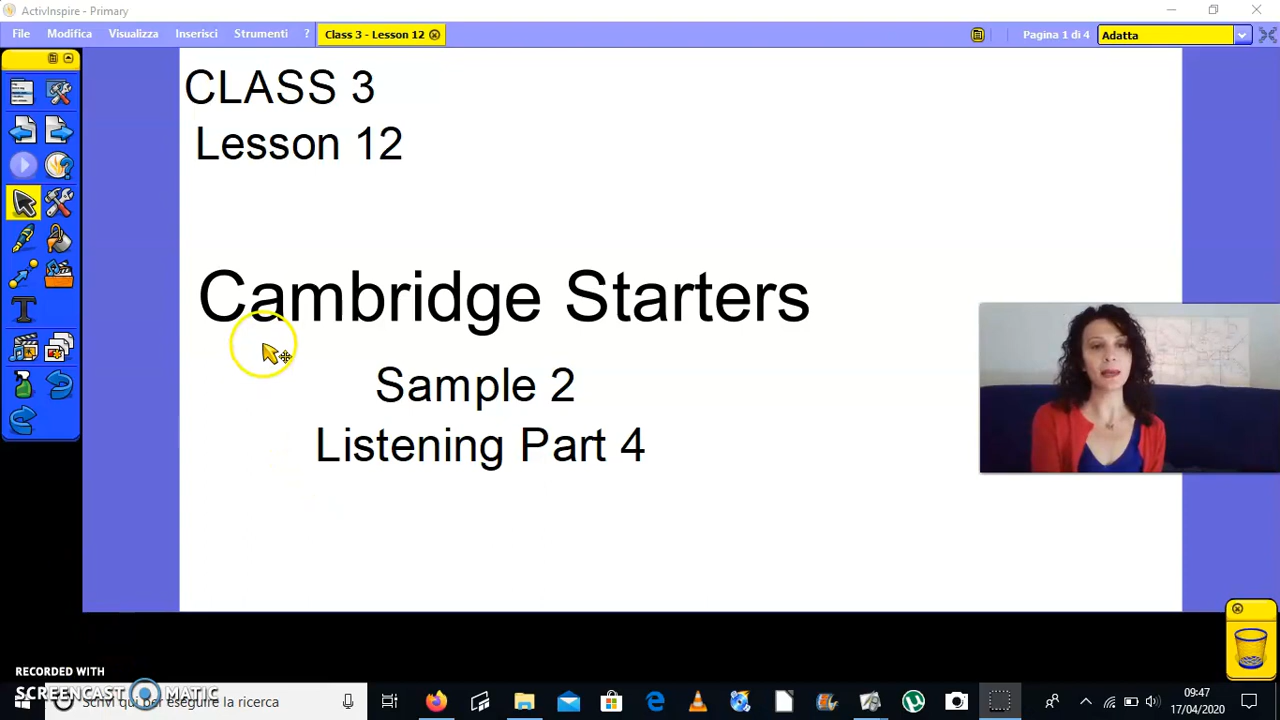 ActivInspire - Primary
File Modifica Visualizza Inserisci Strumenti ? Class 3 - Lesson 12 Pagina 1 di 4 Adatta
CLASS 3
Lesson 12
Cambridge Starters
Sample 2
Listening Part 4
RECORDED WITH
SCREENCAST MATIC
Scrivi qui per eseguire la ricerca
09:47
17/04/2020